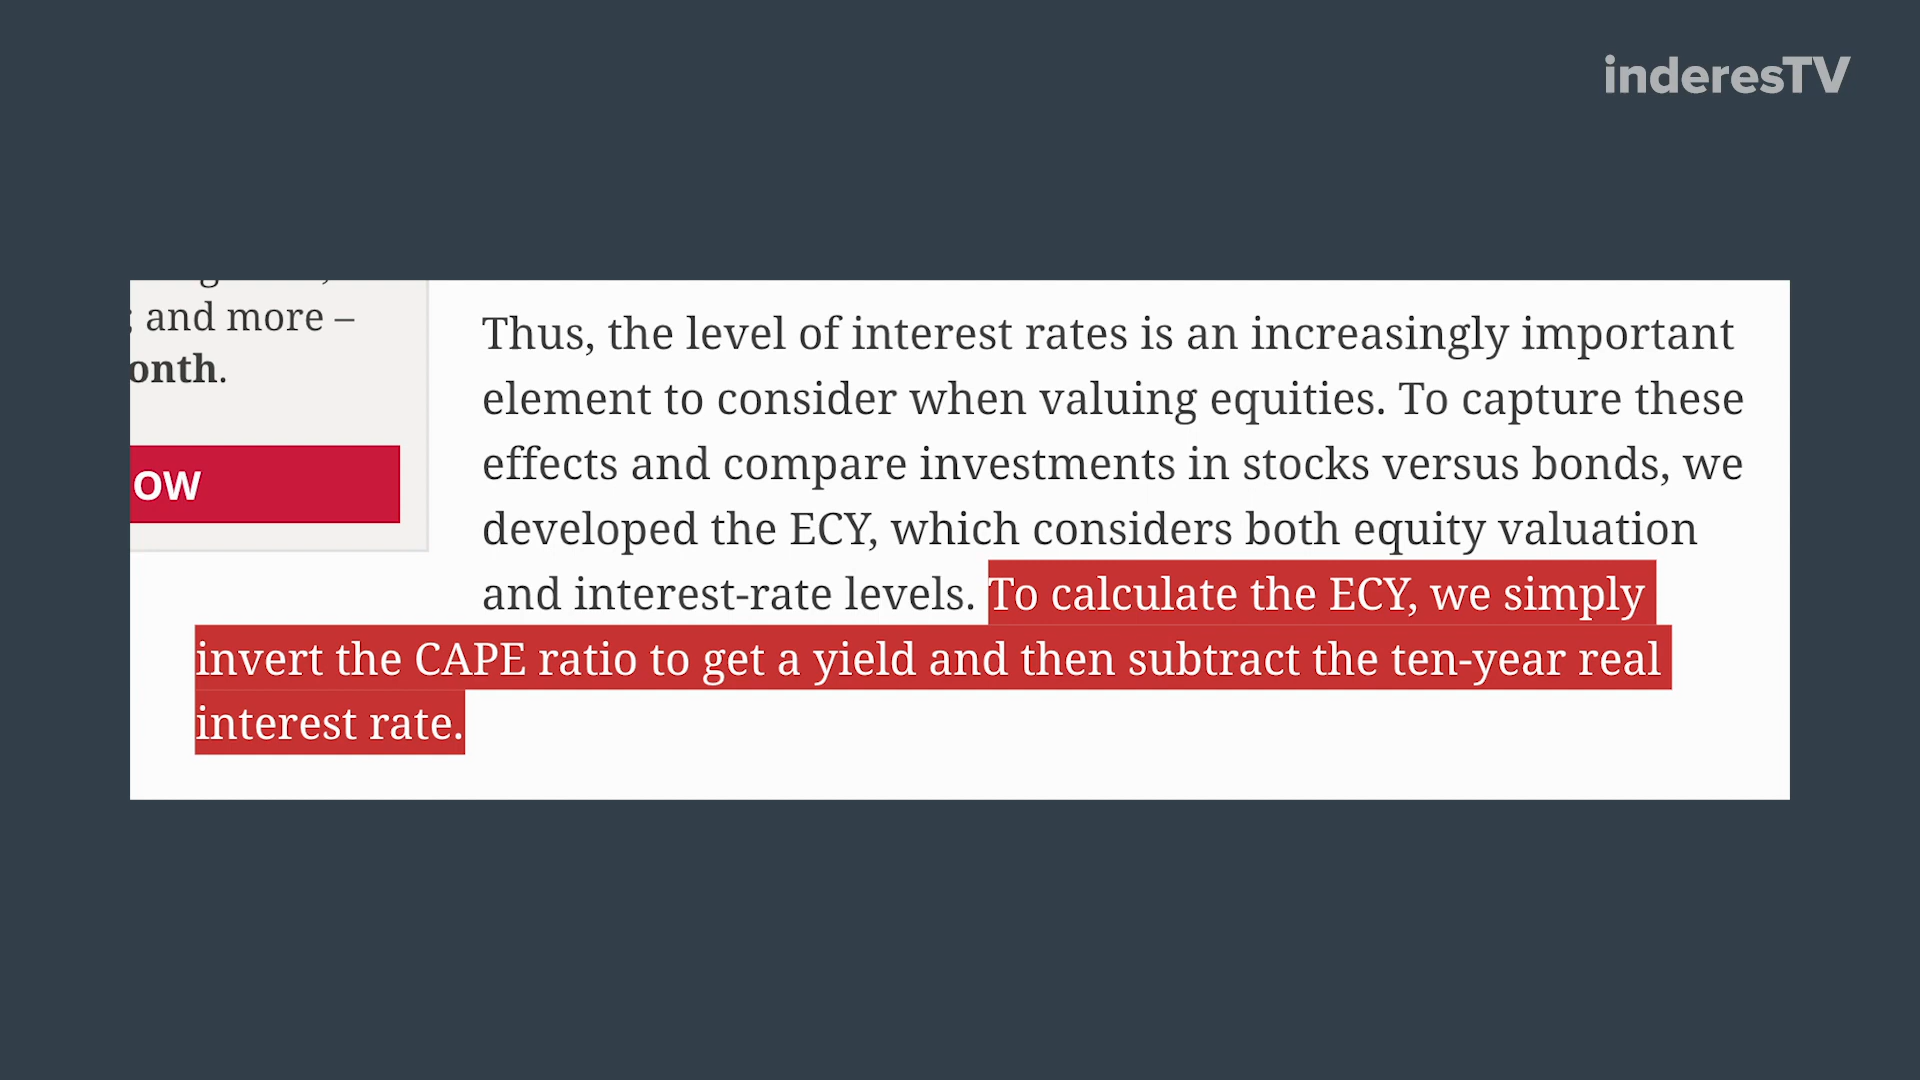 inderesTV
and more –
onth.
OW
Thus, the level of interest rates is an increasingly important
element to consider when valuing equities. To capture these
effects and compare investments in stocks versus bonds, we
developed the ECY, which considers both equity valuation
and interest-rate levels. To calculate the ECY, we simply
invert the CAPE ratio to get a yield and then subtract the ten-year real
interest rate.